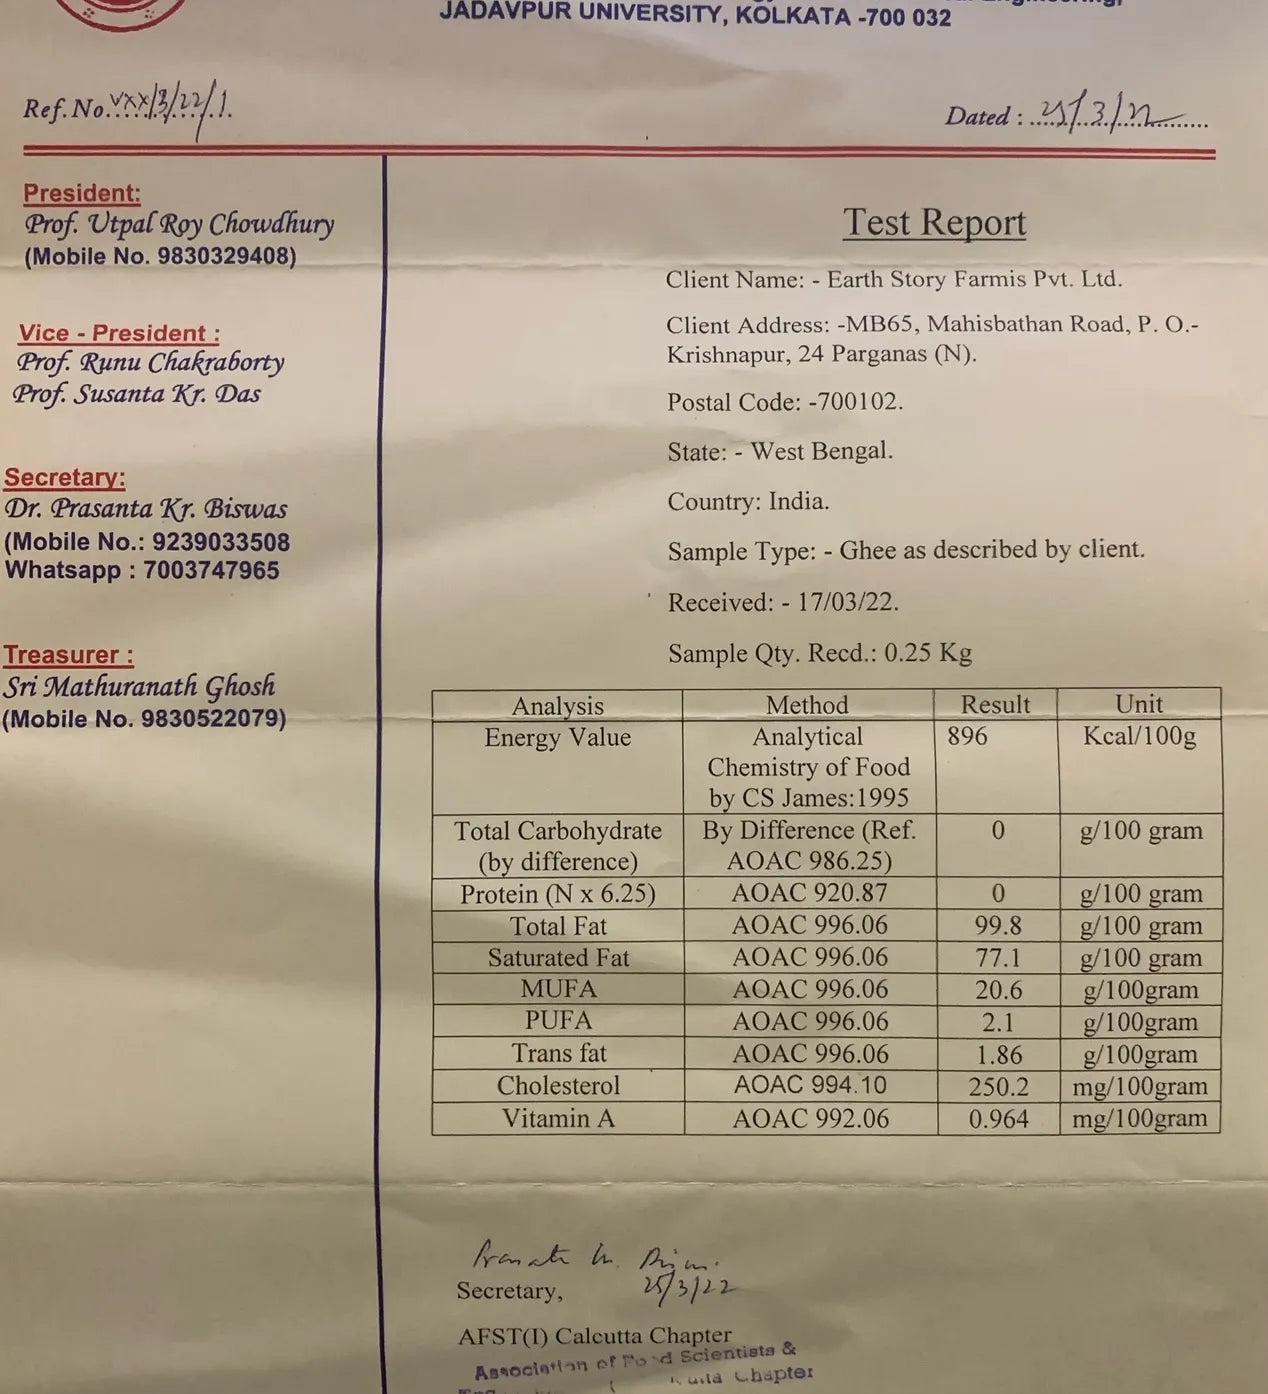 JADAVPUR UNIVERSITY, KOLKATA -700 032
Ref.No.vxx/3/22/1.
Dated : 25/3/22
President:
Prof. Utpal Roy Chowdhury
(Mobile No. 9830329408)
Vice - President :
Prof. Runu Chakraborty
Prof. Susanta Kr. Das
Secretary:
Dr. Prasanta Kr. Biswas
(Mobile No.: 9239033508
Whatsapp : 7003747965
Treasurer :
Sri Mathuranath Ghosh
(Mobile No. 9830522079)
Test Report
Client Name: - Earth Story Farmis Pvt. Ltd.
Client Address: -MB65, Mahisbathan Road, P. O.-
Krishnapur, 24 Parganas (N).
Postal Code: -700102.
State: - West Bengal.
Country: India.
Sample Type: - Ghee as described by client.
Received: - 17/03/22.
Sample Qty. Recd.: 0.25 Kg
Analysis Method Result Unit
Energy Value Analytical 896 Kcal/100g
Chemistry of Food
by CS James:1995
Total Carbohydrate By Difference (Ref. 0 g/100 gram
(by difference) AOAC 986.25)
Protein (N x 6.25) AOAC 920.87 0 g/100 gram
Total Fat AOAC 996.06 99.8 g/100 gram
Saturated Fat AOAC 996.06 77.1 g/100 gram
MUFA AOAC 996.06 20.6 g/100gram
PUFA AOAC 996.06 2.1 g/100gram
Trans fat AOAC 996.06 1.86 g/100gram
Cholesterol AOAC 994.10 250.2 mg/100gram
Vitamin A AOAC 992.06 0.964 mg/100gram
Secretary, 25/3/22
AFST(I) Calcutta Chapter
Association of Food Scientists &
Chapter